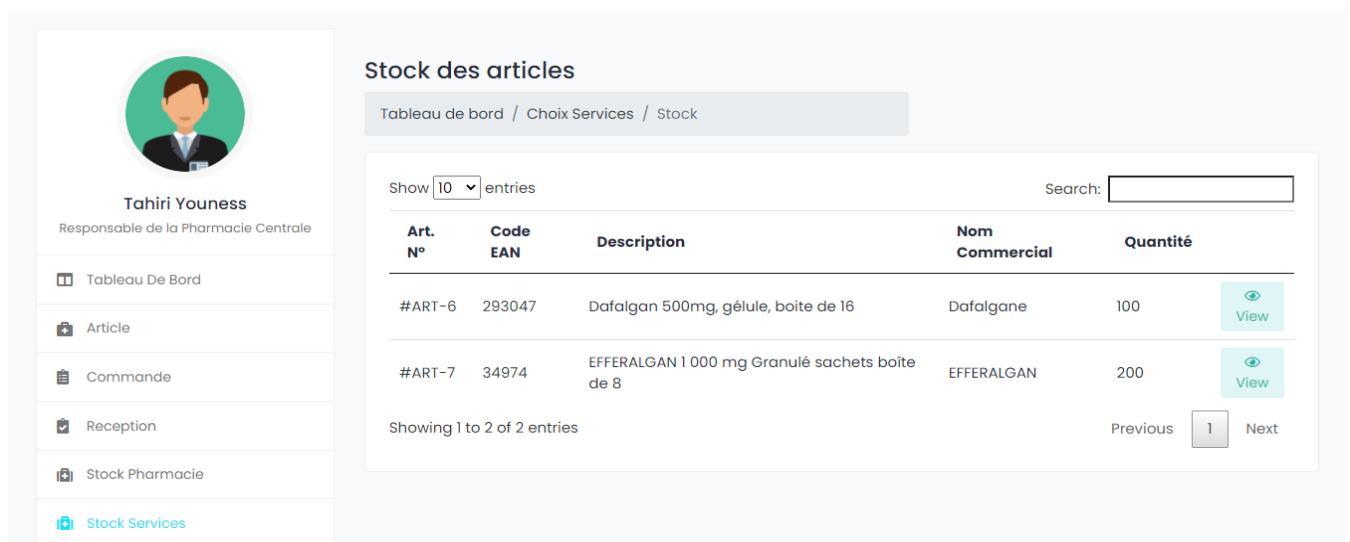 Tahiri Youness
Responsable de la Pharmacie Centrale
Tableau De Bord
Article
Commande
Reception
Stock Pharmacie
Stock Services
Stock des articles
Tableau de bord / Choix Services / Stock
Show 10 entries
Search:
Art. N° Code EAN Description Nom Commercial Quantité
#ART-6 293047 Dafalgan 500mg, gélule, boite de 16 Dafalgane 100 View
#ART-7 34974 EFFERALGAN 1 000 mg Granulé sachets boîte de 8 EFFERALGAN 200 View
Showing 1 to 2 of 2 entries
Previous 1 Next